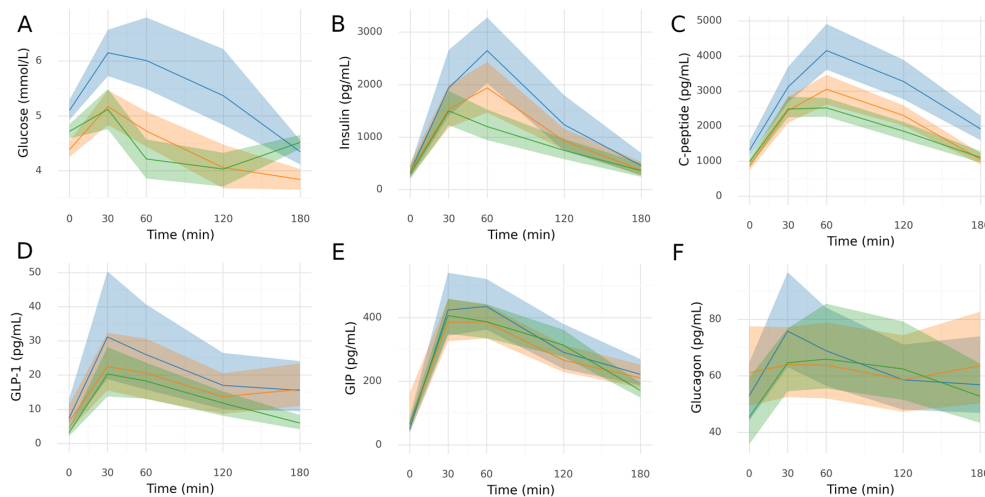 A
Glucose (mmol/L)
6
5
4
0 30 60 120 180
Time (min)
B
Insulin (pg/mL)
3000
2000
1000
0
0 30 60 120 180
Time (min)
C
C-peptide (pg/mL)
5000
4000
3000
2000
1000
0
0 30 60 120 180
Time (min)
D
GLP-1 (pg/mL)
50
40
30
20
10
0
0 30 60 120 180
Time (min)
E
GIP (pg/mL)
400
200
0
0 30 60 120 180
Time (min)
F
Glucagon (pg/mL)
80
60
40
0 30 60 120 180
Time (min)